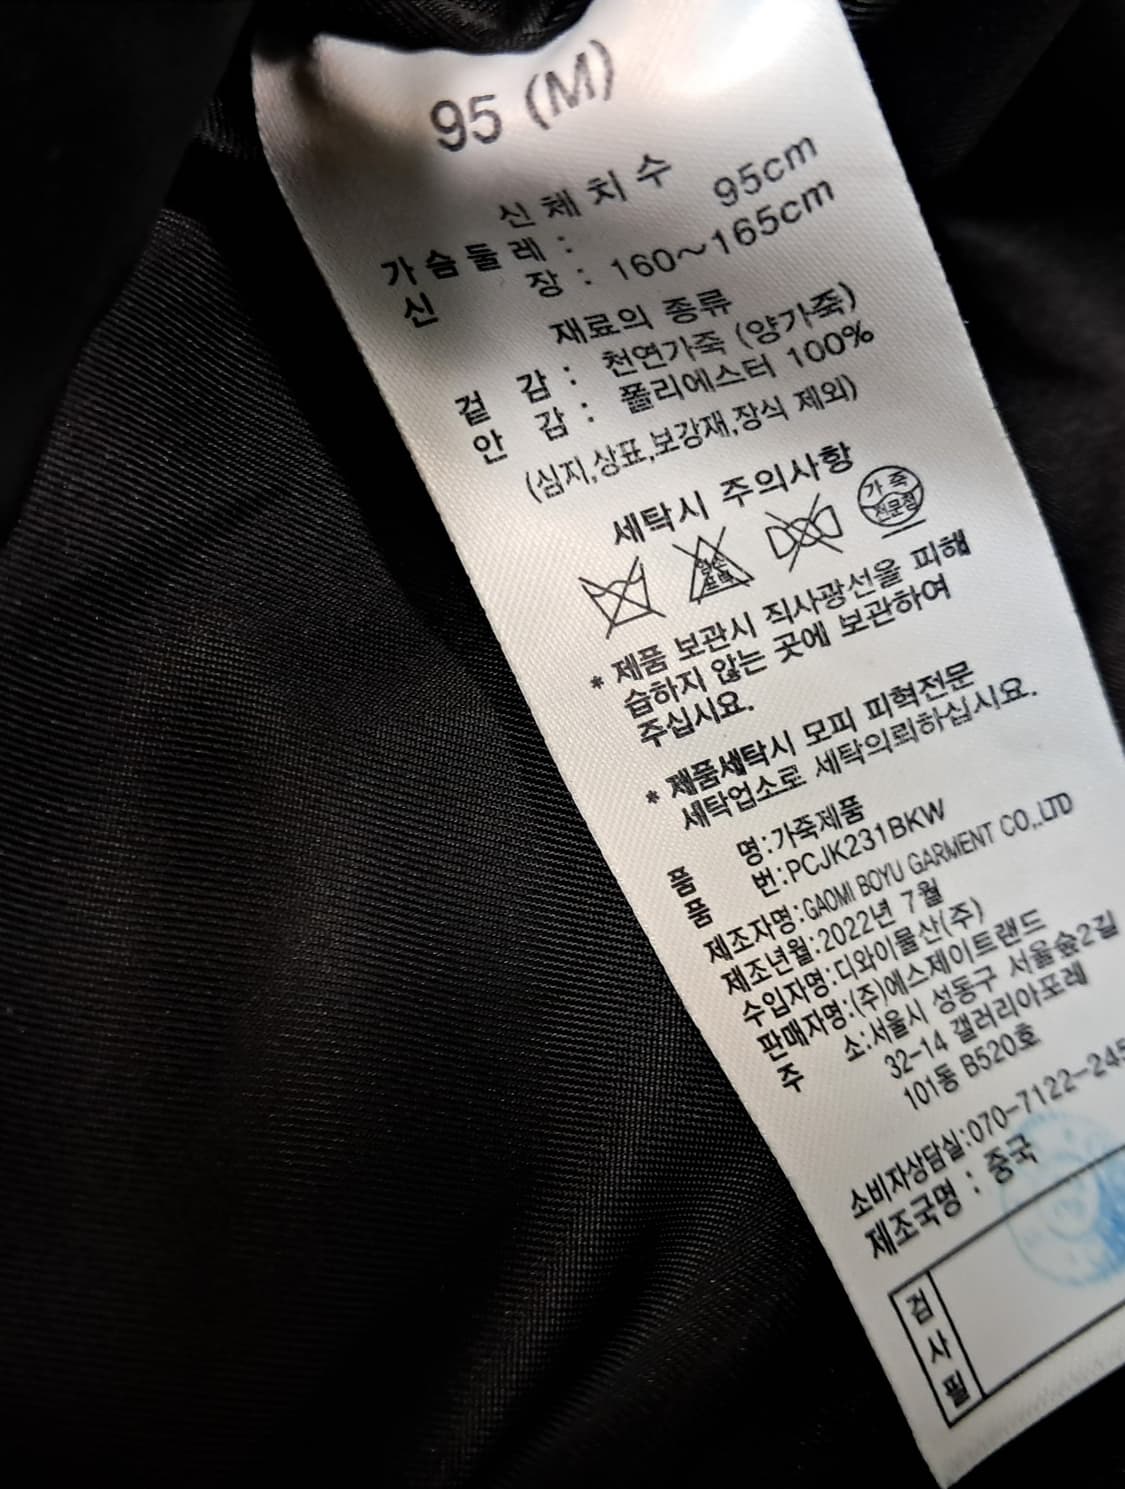 95 (M)
신체치수
가슴둘레 : 95cm
신 장 : 160~165cm
재료의 종류
겉 감 : 천연가죽 (양가죽)
안 감 : 폴리에스터 100%
(심지,상표,보강재,장식 제외)
세탁시 주의사항
염소 표백
가 죽
전문점
* 제품 보관시 직사광선을 피해
습하지 않는 곳에 보관하여
주십시요.
* 제품세탁시 모피 피혁전문
세탁업소로 세탁의뢰하십시요.
품 명:가죽제품
품 번:PCJK231BKW
제조자명:GAOMI BOYU GARMENT CO.,LTD
제조년월:2022년 7월
수입자명:디와이물산(주)
판매자명:(주)에스제이트랜드
주 소:서울시 성동구 서울숲2길
32-14 갤러리아포레
101동 B520호
소비자상담실:070-7122-245
제조국명 : 중국
검사필